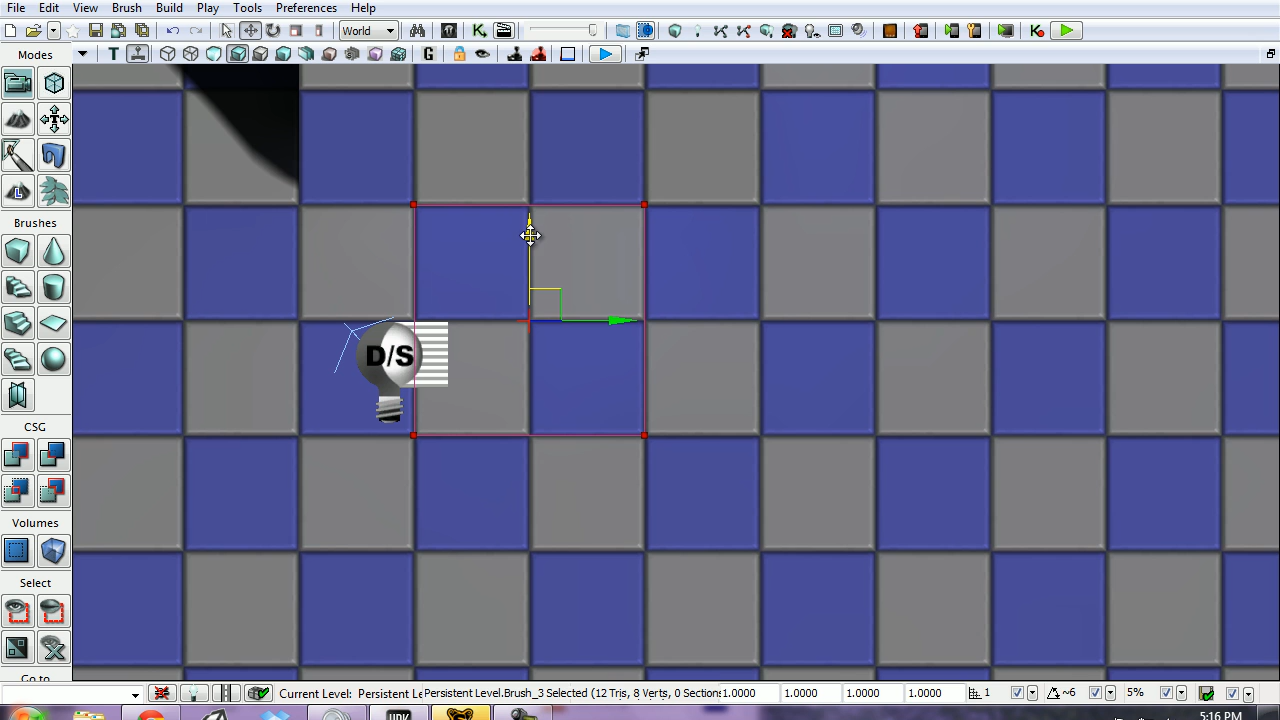 File Edit View Brush Build Play Tools Preferences Help
World
T G
Modes
L
Brushes
CSG
Volumes
Select
Go to
D/S
Current Level: Persistent Le Persistent Level.Brush_3 Selected (12 Tris, 8 Verts, 0 Sections 1.0000 1.0000 1.0000 1.0000 1 ~6 5%
UDK 5:16 PM